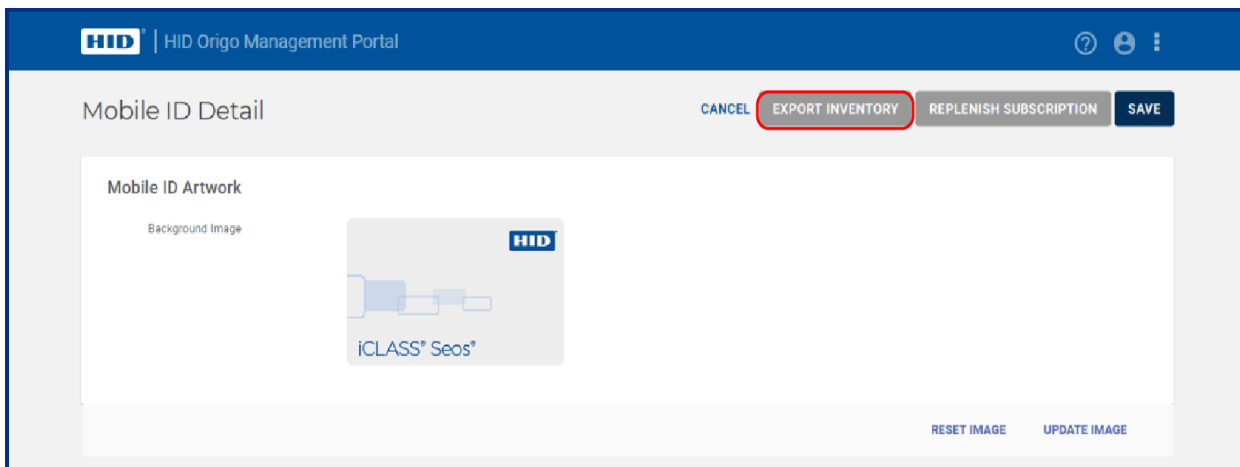 HID® | HID Origo Management Portal
Mobile ID Detail
CANCEL EXPORT INVENTORY REPLENISH SUBSCRIPTION SAVE
Mobile ID Artwork
Background Image
HID
iCLASS® Seos®
RESET IMAGE UPDATE IMAGE